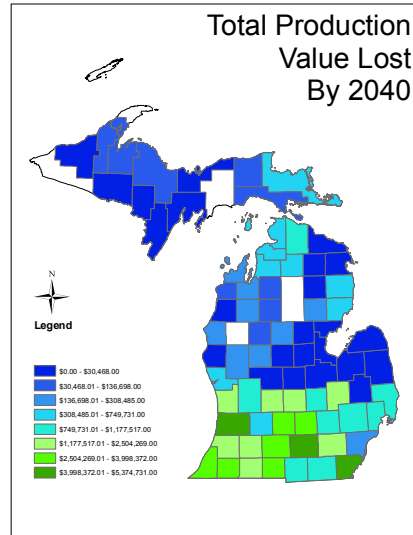 Total Production
Value Lost
By 2040
N
Legend
$0.00 - $30,468.00
$30,468.01 - $136,698.00
$136,698.01 - $308,485.00
$308,485.01 - $749,731.00
$749,731.01 - $1,177,517.00
$1,177,517.01 - $2,504,269.00
$2,504,269.01 - $3,998,372.00
$3,998,372.01 - $5,374,731.00